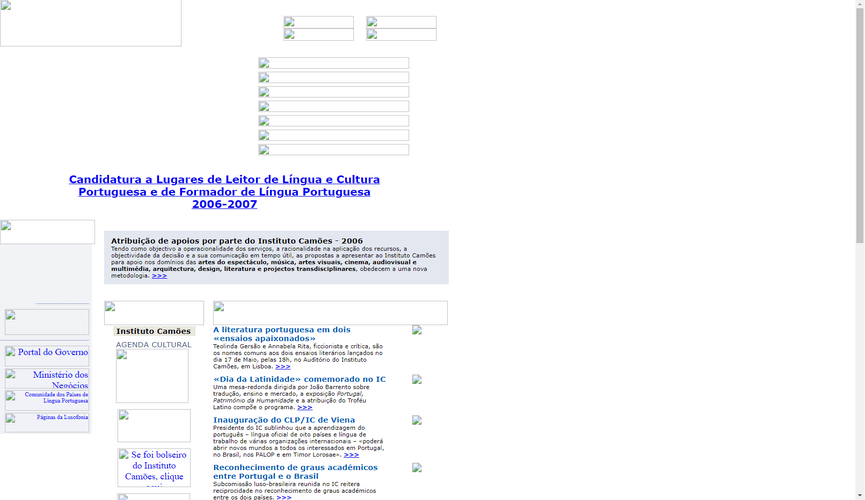 Candidatura a Lugares de Leitor de Língua e Cultura
Portuguesa e de Formador de Língua Portuguesa
2006-2007
Atribuição de apoios por parte do Instituto Camões - 2006
Tendo como objectivo a operacionalidade dos serviços, a racionalidade na aplicação dos recursos, a
objectividade da decisão e a sua comunicação em tempo útil, as propostas a apresentar ao Instituto Camões
para apoio nos domínios das artes do espectáculo, música, artes visuais, cinema, audiovisual e
multimédia, arquitectura, design, literatura e projectos transdisciplinares, obedecem a uma nova
metodologia. >>>
Portal do Governo
Ministério dos
Negócios
Comunidade dos Países de
Língua Portuguesa
Páginas da Lusofonia
Instituto Camões
AGENDA CULTURAL
Se foi bolseiro
do Instituto
Camões, clique
aqui
A literatura portuguesa em dois
«ensaios apaixonados»
Teolinda Gersão e Annabela Rita, ficcionista e crítica, são
os nomes comuns aos dois ensaios literários lançados no
dia 17 de Maio, pelas 18h, no Auditório do Instituto
Camões, em Lisboa. >>>
«Dia da Latinidade» comemorado no IC
Uma mesa-redonda dirigida por João Barrento sobre
tradução, ensino e mercado, a exposição Portugal,
Património da Humanidade e a atribuição do Troféu
Latino compõe o programa. >>>
Inauguração do CLP/IC de Viena
Presidente do IC sublinhou que a aprendizagem do
português – língua oficial de oito países e língua de
trabalho de várias organizações internacionais – «poderá
abrir novos mundos a todos os interessados em Portugal,
no Brasil, nos PALOP e em Timor Lorosae». >>>
Reconhecimento de graus académicos
entre Portugal e o Brasil
Subcomissão luso-brasileira reunida no IC reitera
reciprocidade no reconhecimento de graus académicos
entre os dois países. >>>